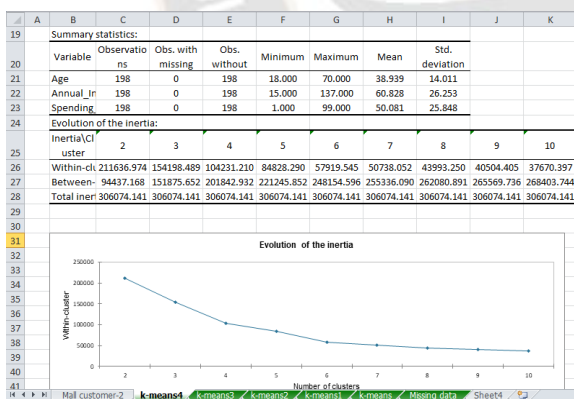 A B C D E F G H I J K
19 Summary statistics:
20 Variable Observatio ns Obs. with missing Obs. without Minimum Maximum Mean Std. deviation
21 Age 198 0 198 18.000 70.000 38.939 14.011
22 Annual_In 198 0 198 15.000 137.000 60.828 26.253
23 Spending_ 198 0 198 1.000 99.000 50.081 25.848
24 Evolution of the inertia:
25 Inertia\Cl uster 2 3 4 5 6 7 8 9 10
26 Within-clu 211636.974 154198.489 104231.210 84828.290 57919.545 50738.052 43993.250 40504.405 37670.397
27 Between- 94437.168 151875.652 201842.932 221245.852 248154.596 255336.090 262080.891 265569.736 268403.744
28 Total iner 306074.141 306074.141 306074.141 306074.141 306074.141 306074.141 306074.141 306074.141 306074.141
29
30
31 Evolution of the inertia
32
33 250000
34 200000
35
36 150000
37 Within-cluster
100000
38
39 50000
40 0
2 3 4 5 6 7 8 9 10
41 Number of clusters
Mall customer-2 k-means4 k-means3 k-means2 k-means1 k-means Missing data Sheet4